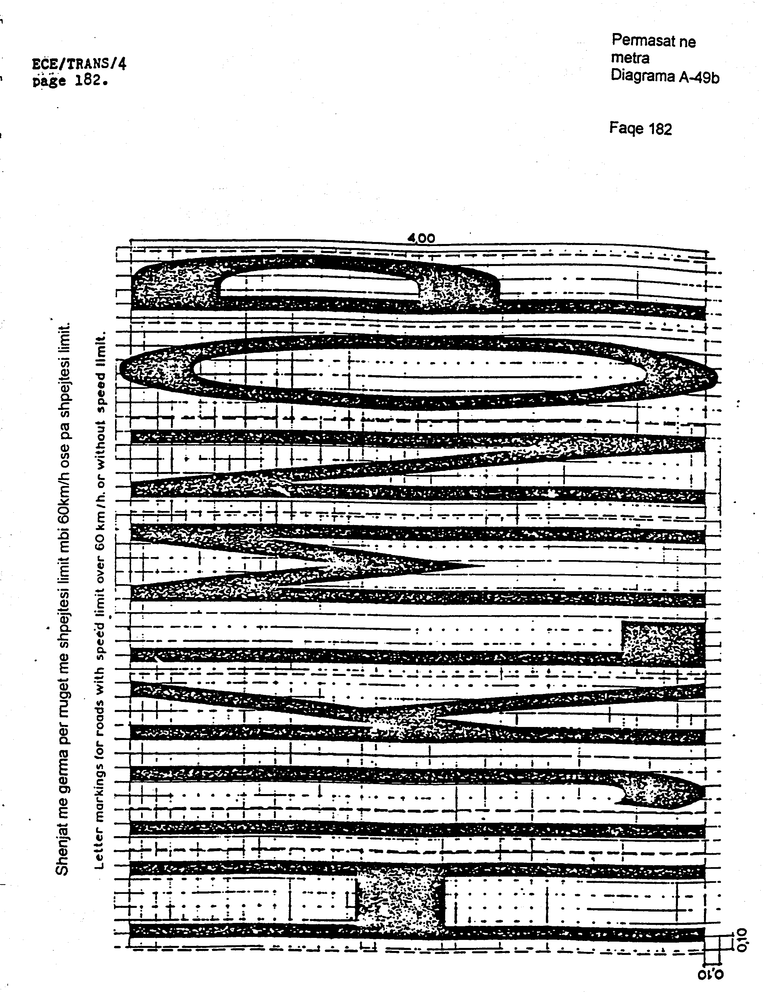 ECE/TRANS/4
page 182.
Permasat ne
metra
Diagrama A-49b
Faqe 182
Shenjat me germa per rruget me shpejtesi limit mbi 60km/h ose pa shpejtesi limit.
Letter markings for roads with speed limit over 60 km/h. or without speed limit.
4,00
HIJKLMNOP
0,10
0,10